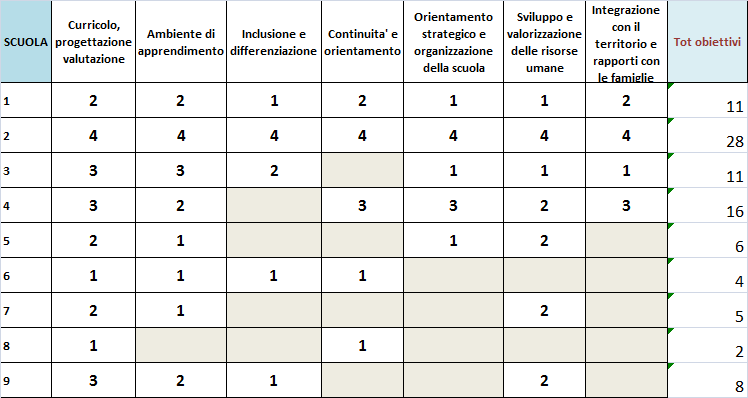 SCUOLA
Curricolo,
progettazione
valutazione
Ambiente di
apprendimento
Inclusione e
differenziazione
Continuita' e
orientamento
Orientamento
strategico e
organizzazione
della scuola
Sviluppo e
valorizzazione
delle risorse
umane
Integrazione
con il
territorio e
rapporti con
le famiglie
Tot obiettivi
1 2 2 1 2 1 1 2 11
2 4 4 4 4 4 4 4 28
3 3 3 2 1 1 1 11
4 3 2 3 3 2 3 16
5 2 1 1 2 6
6 1 1 1 1 4
7 2 1 2 5
8 1 1 2
9 3 2 1 2 8